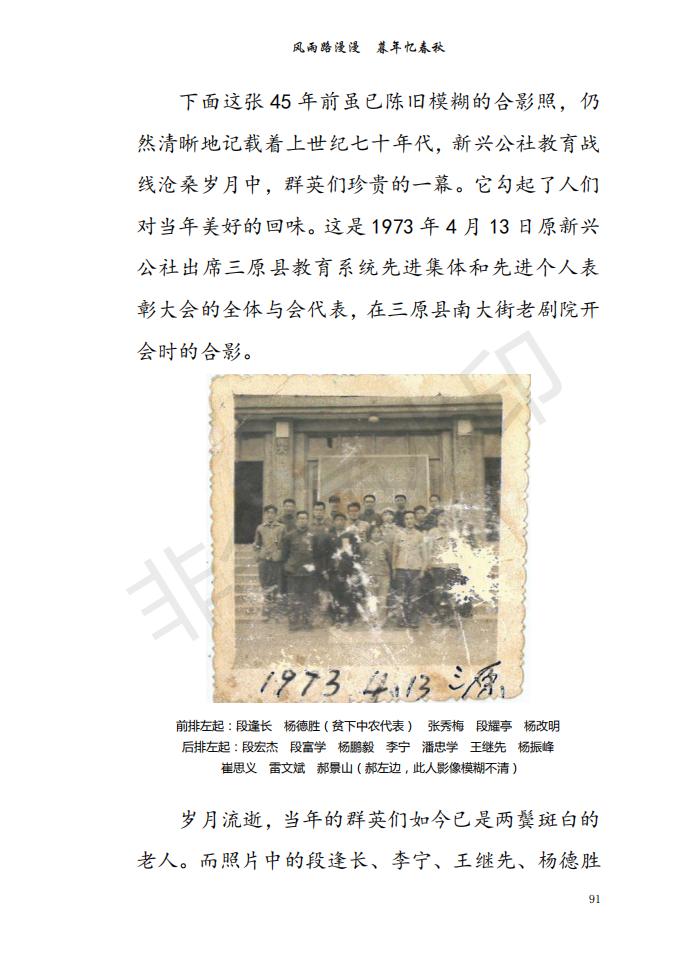 风雨路漫漫　暮年忆春秋
下面这张 45 年前虽已陈旧模糊的合影照，仍
然清晰地记载着上世纪七十年代，新兴公社教育战
线沧桑岁月中，群英们珍贵的一幕。它勾起了人们
对当年美好的回味。这是 1973 年 4 月 13 日原新兴
公社出席三原县教育系统先进集体和先进个人表
彰大会的全体与会代表，在三原县南大街老剧院开
会时的合影。
1973 4.13 三原
前排左起：段逢长　杨德胜（贫下中农代表）　张秀梅　段耀亭　杨改明
后排左起：段宏杰　段富学　杨鹏毅　李宁　潘忠学　王继先　杨振峰
崔思义　雷文斌　郝景山（郝左边，此人影像模糊不清）
岁月流逝，当年的群英们如今已是两鬓斑白的
老人。而照片中的段逢长、李宁、王继先、杨德胜
91